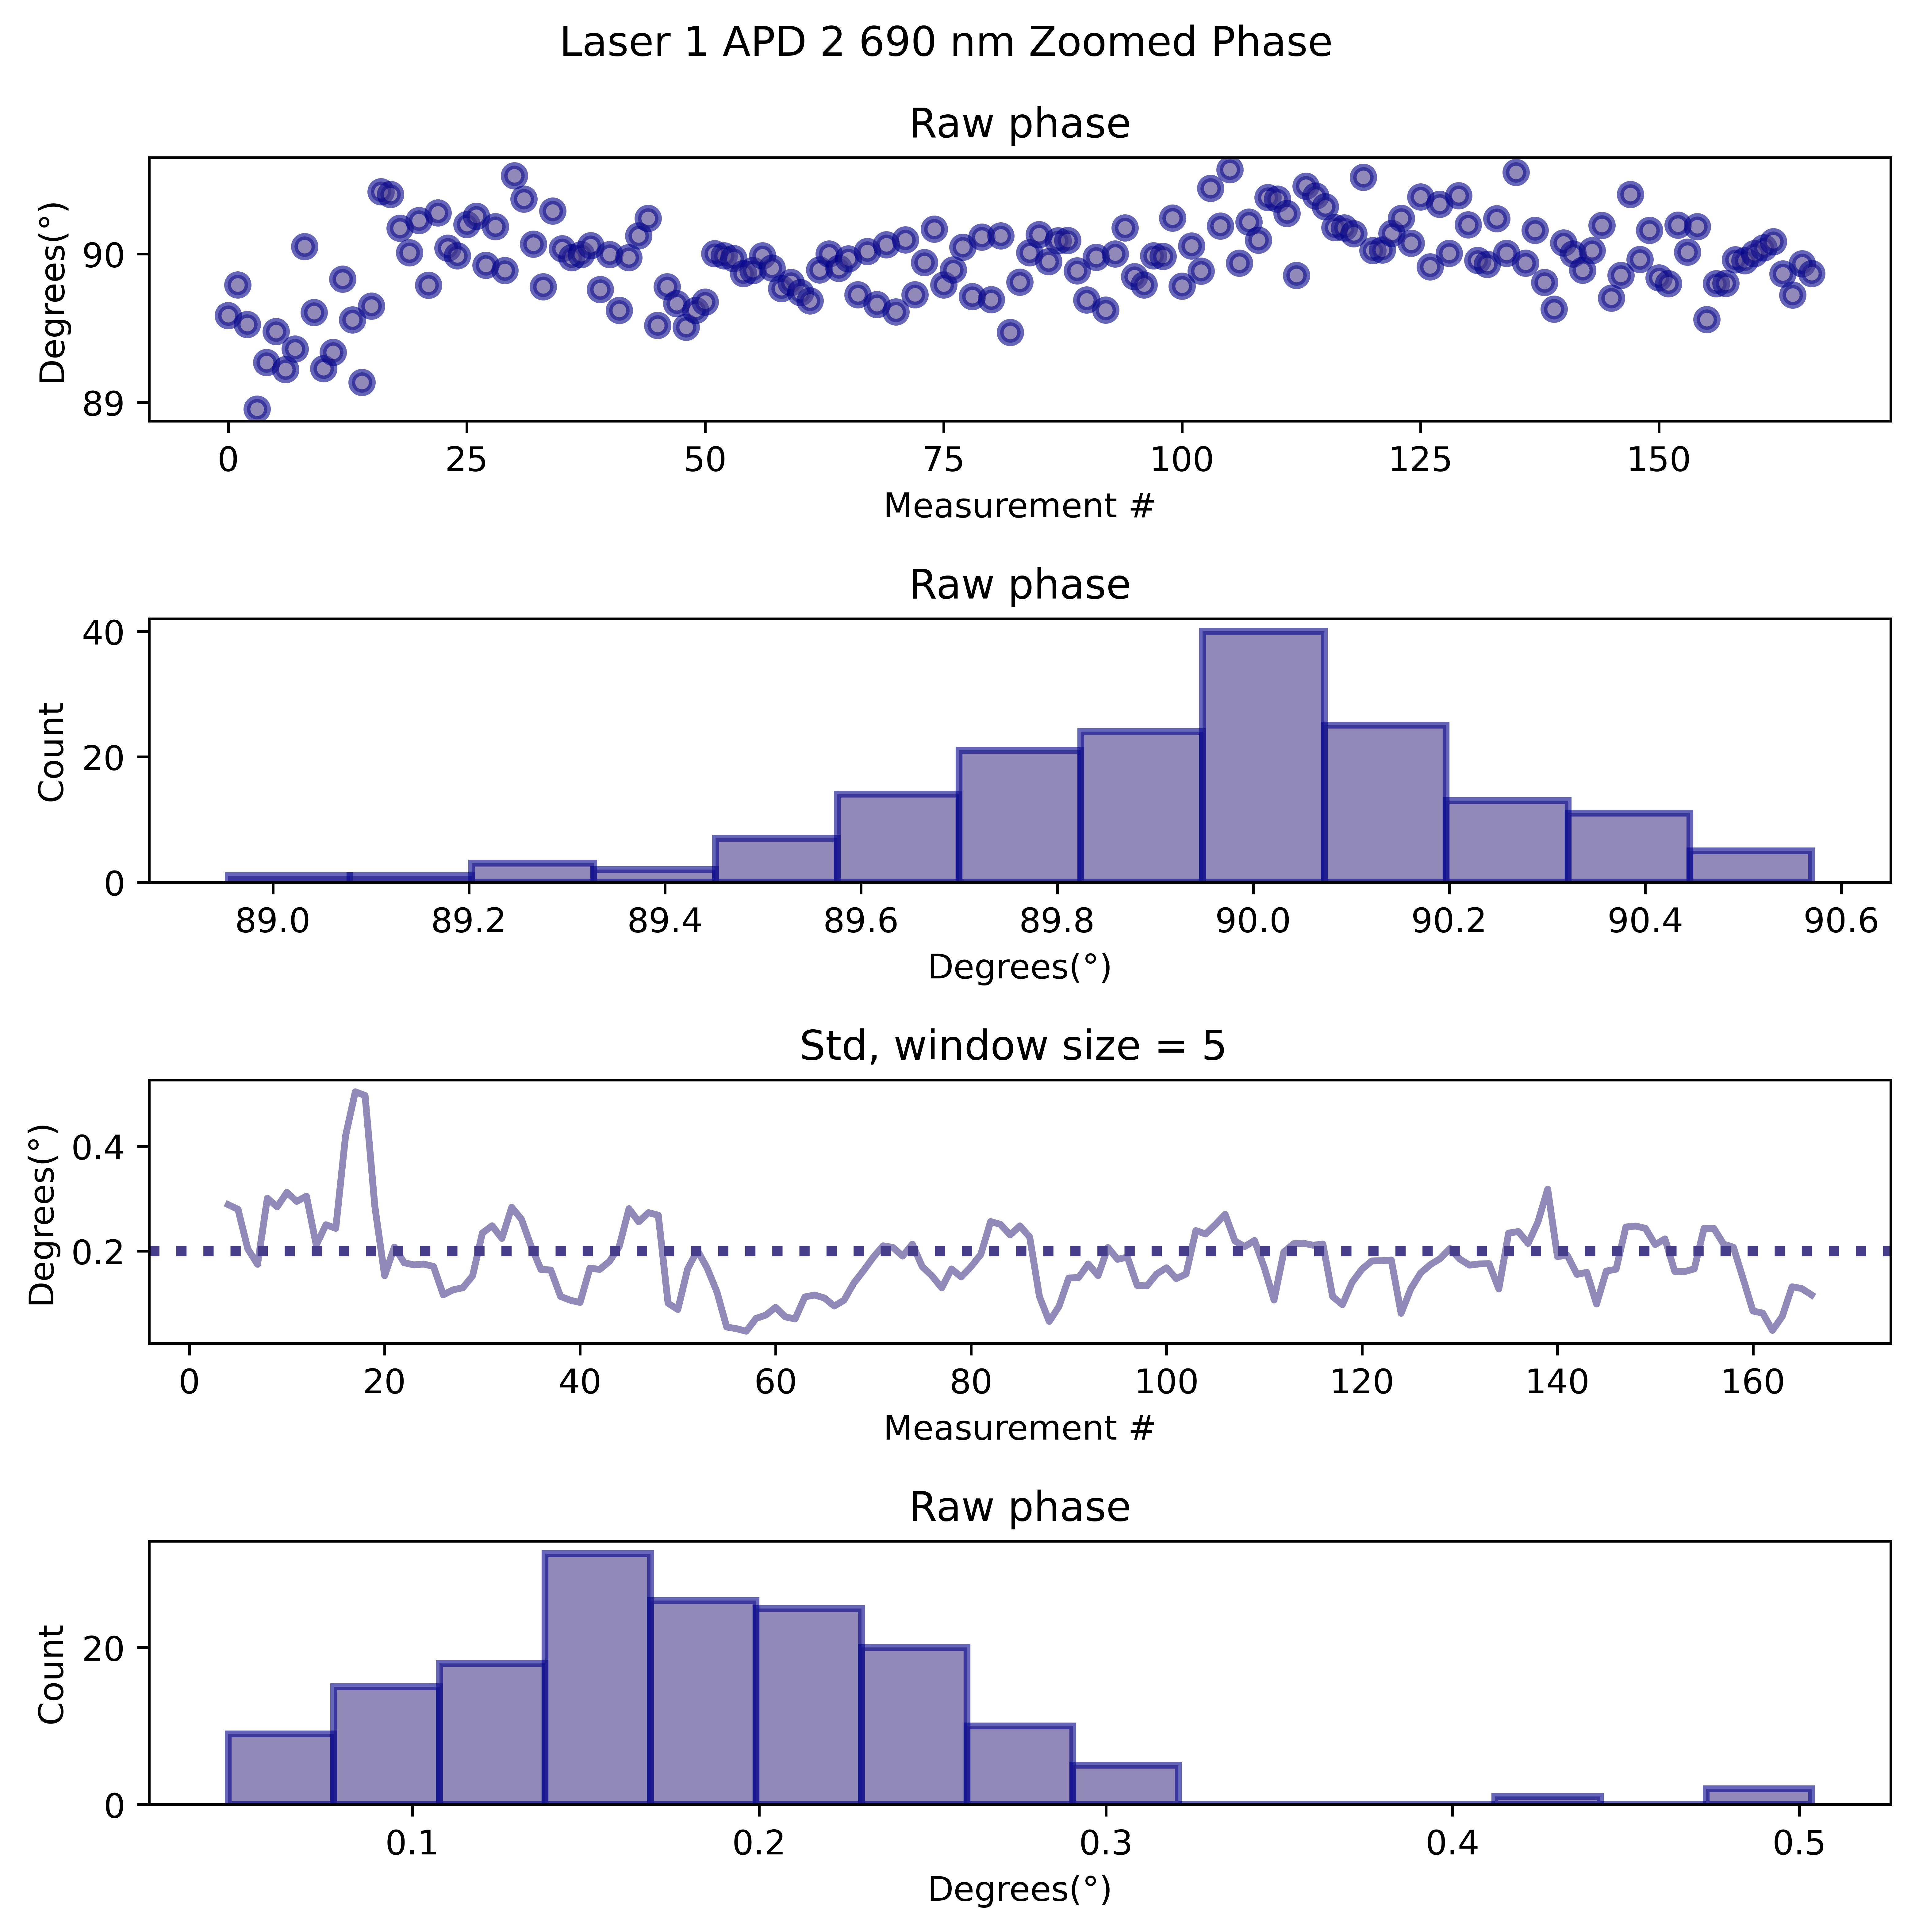 Laser 1 APD 2 690 nm Zoomed Phase
Raw phase
Degrees(°)
90
89
0 25 50 75 100 125 150
Measurement #
Raw phase
Count
40
20
0
89.0 89.2 89.4 89.6 89.8 90.0 90.2 90.4 90.6
Degrees(°)
Std, window size = 5
Degrees(°)
0.4
0.2
0 20 40 60 80 100 120 140 160
Measurement #
Raw phase
Count
20
0
0.1 0.2 0.3 0.4 0.5
Degrees(°)